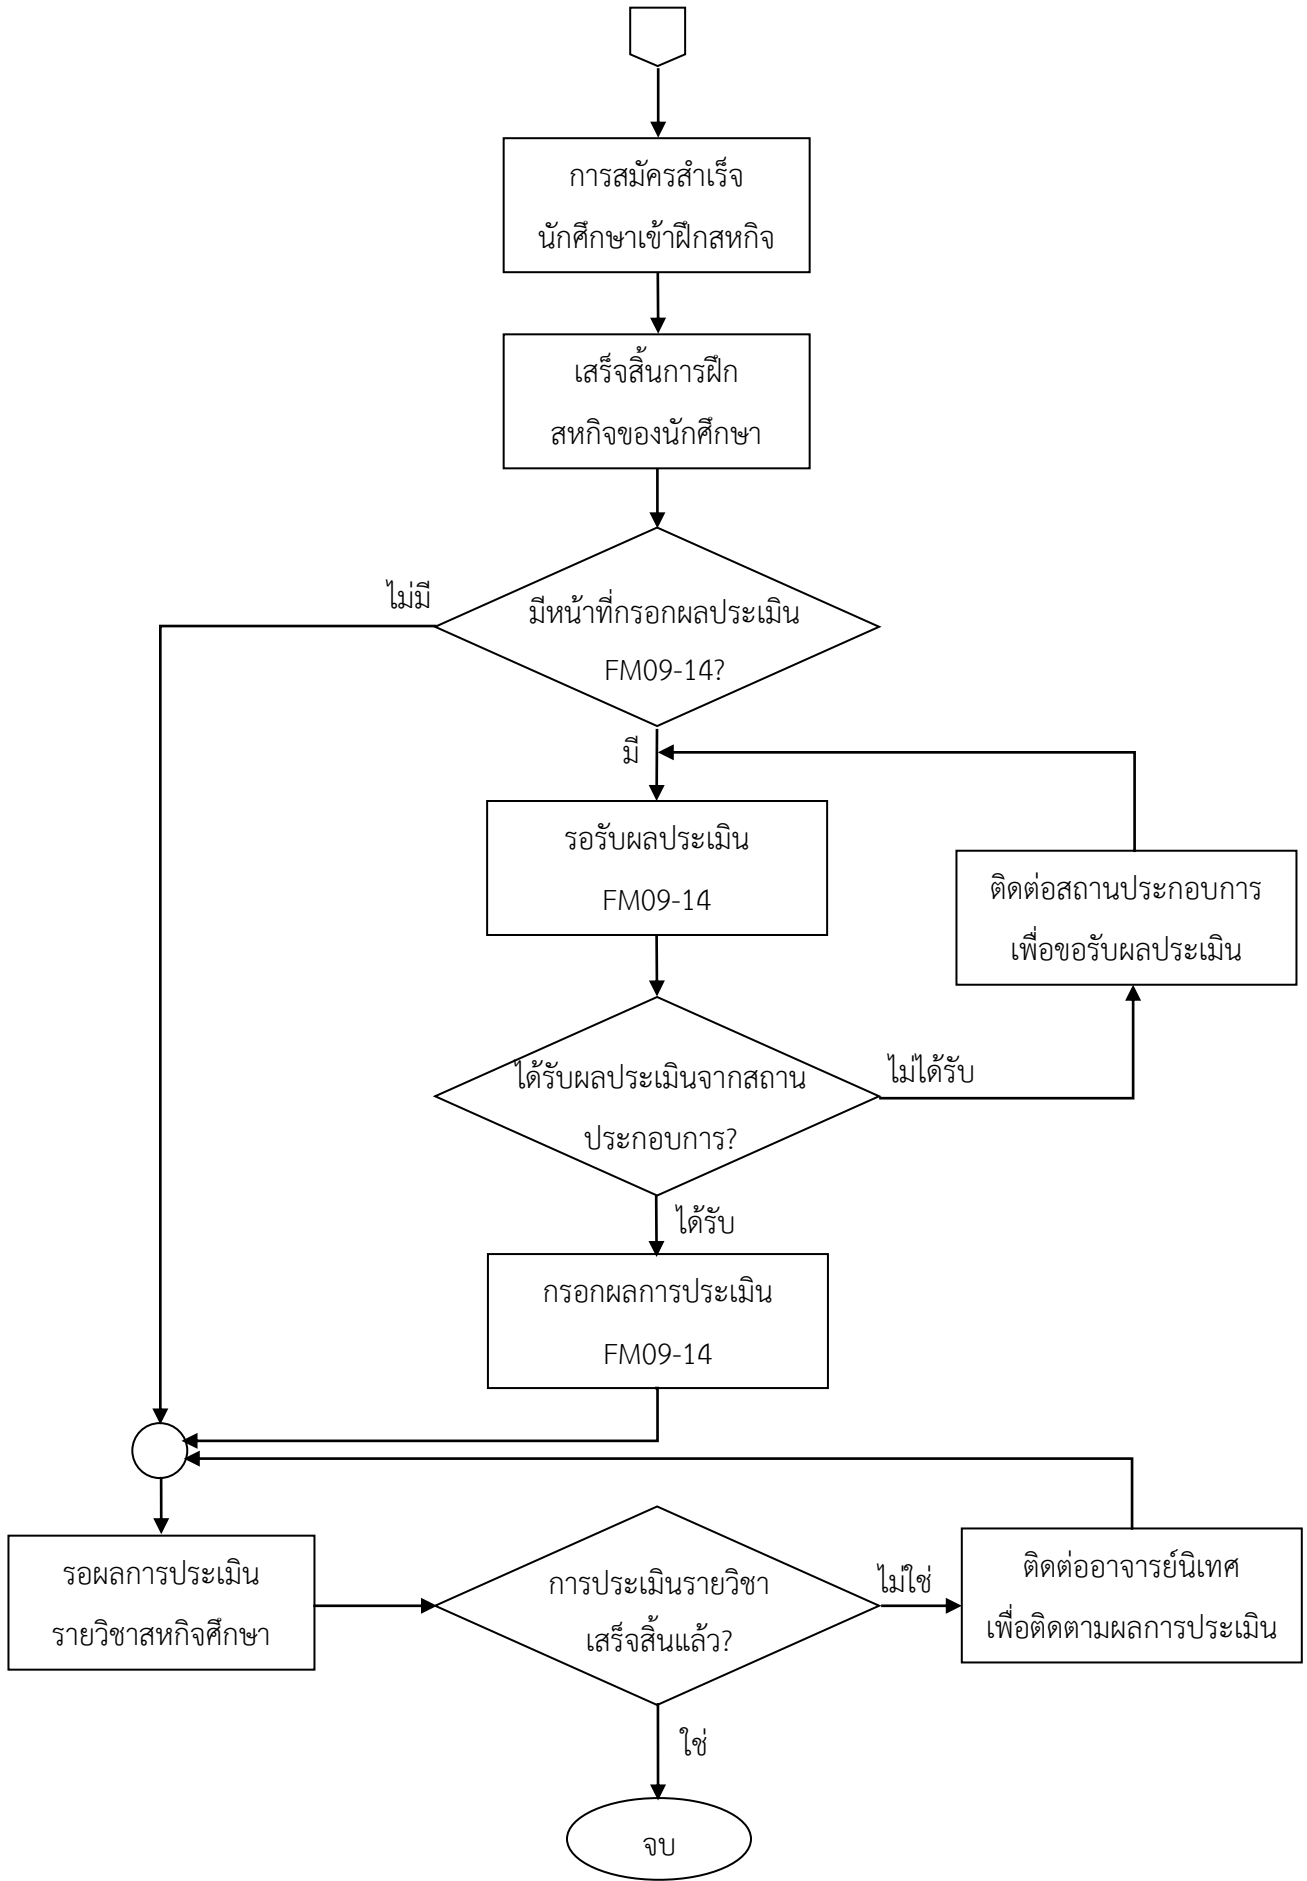 การสมัครสำเร็จ
นักศึกษาเข้าฝึกสหกิจ
เสร็จสิ้นการฝึก
สหกิจของนักศึกษา
ไม่มี
มีหน้าที่กรอกผลประเมิน
FM09-14?
มี
รอรับผลประเมิน
FM09-14
ติดต่อสถานประกอบการ
เพื่อขอรับผลประเมิน
ได้รับผลประเมินจากสถาน
ประกอบการ?
ไม่ได้รับ
ได้รับ
กรอกผลการประเมิน
FM09-14
รอผลการประเมิน
รายวิชาสหกิจศึกษา
การประเมินรายวิชา
เสร็จสิ้นแล้ว?
ไม่ใช่
ติดต่ออาจารย์นิเทศ
เพื่อติดตามผลการประเมิน
ใช่
จบ